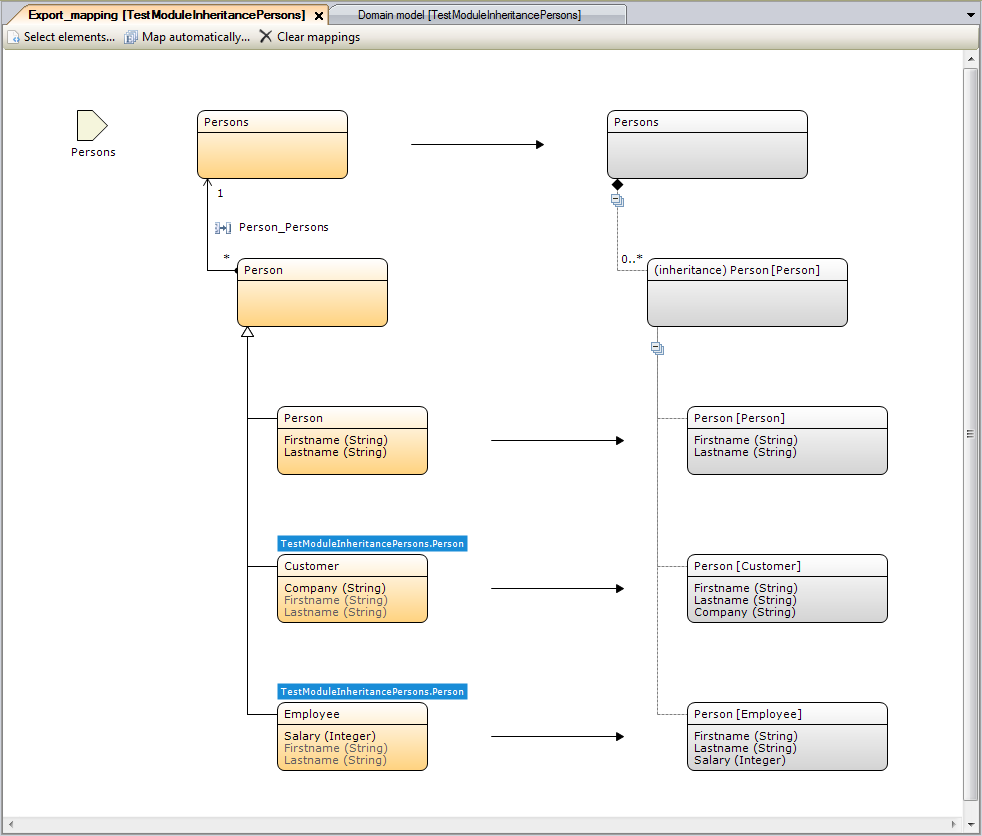 Export_mapping [TestModuleInheritancePersons]
Domain model [TestModuleInheritancePersons]
Select elements...
Map automatically...
Clear mappings
Persons
Persons
Persons
1
Person_Persons
*
0..*
Person
(inheritance) Person [Person]
Person
Firstname (String)
Lastname (String)
Person [Person]
Firstname (String)
Lastname (String)
TestModuleInheritancePersons.Person
Customer
Company (String)
Firstname (String)
Lastname (String)
Person [Customer]
Firstname (String)
Lastname (String)
Company (String)
TestModuleInheritancePersons.Person
Employee
Salary (Integer)
Firstname (String)
Lastname (String)
Person [Employee]
Firstname (String)
Lastname (String)
Salary (Integer)